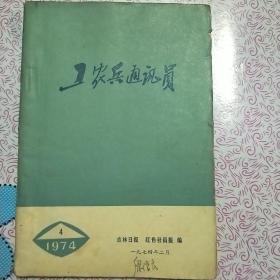 工农兵通讯员
4
1974
吉林日报 红色社员报 编
一九七四年二月